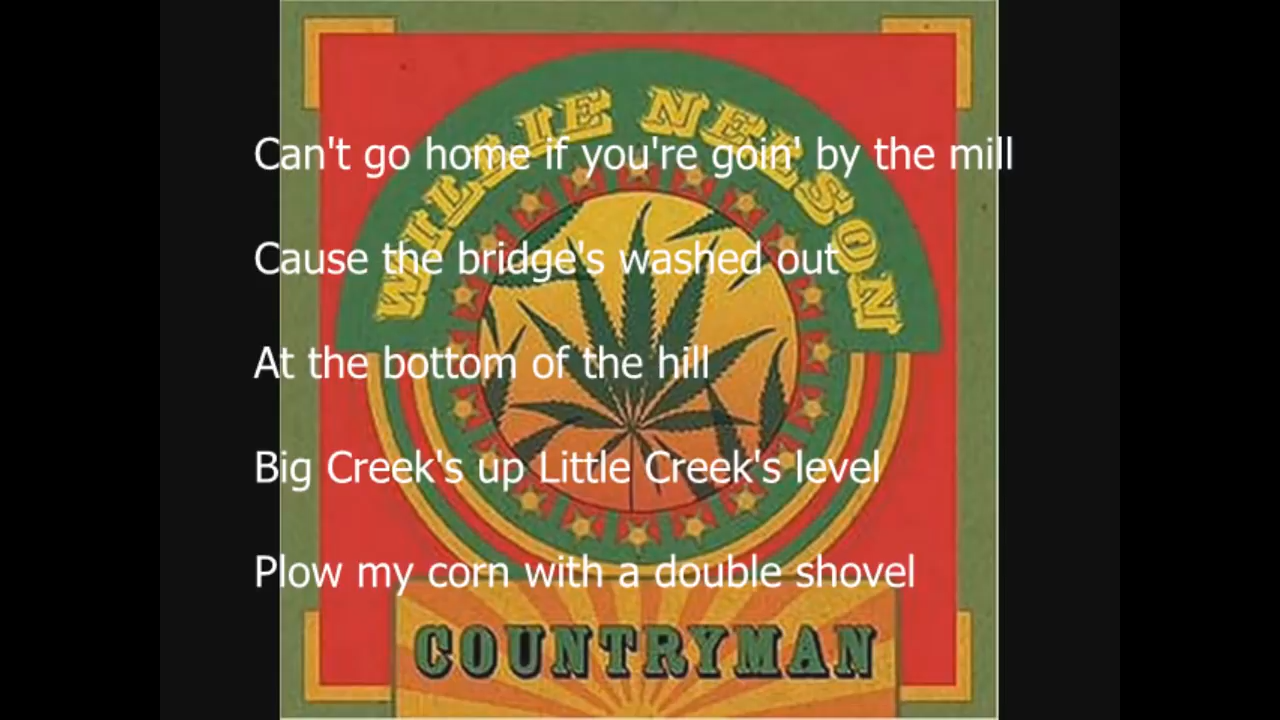 WILLIE NELSON
Can't go home if you're goin' by the mill
Cause the bridge's washed out
At the bottom of the hill
Big Creek's up Little Creek's level
Plow my corn with a double shovel
COUNTRYMAN